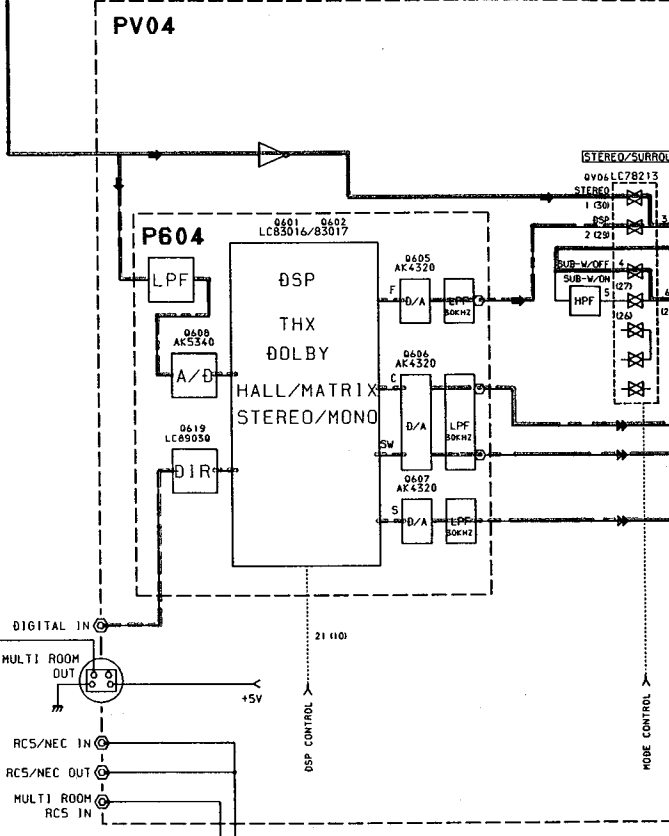 PV04
STEREO/SURROU
QV06 LC78213
STEREO
1 (30)
DSP
2 (29)
3
P604
Q601 Q602
LC83016/83017
LPF
DSP
THX
DOLBY
HALL/MATRIX
STEREO/MONO
Q605
AK4320
F
D/A
LPF
30KHZ
SUB-W/OFF
4
SUB-W/ON
(27)
HPF
5
6
(26)
(2
Q608
AK5340
A/D
Q606
AK4320
C
D/A
LPF
30KHZ
SW
Q619
LC89030
DIR
Q607
AK4320
S
D/A
LPF
30KHZ
DIGITAL IN
21 (10)
MULTI ROOM
OUT
+5V
DSP CONTROL
MODE CONTROL
RC5/NEC IN
RC5/NEC OUT
MULTI ROOM
RC5 IN